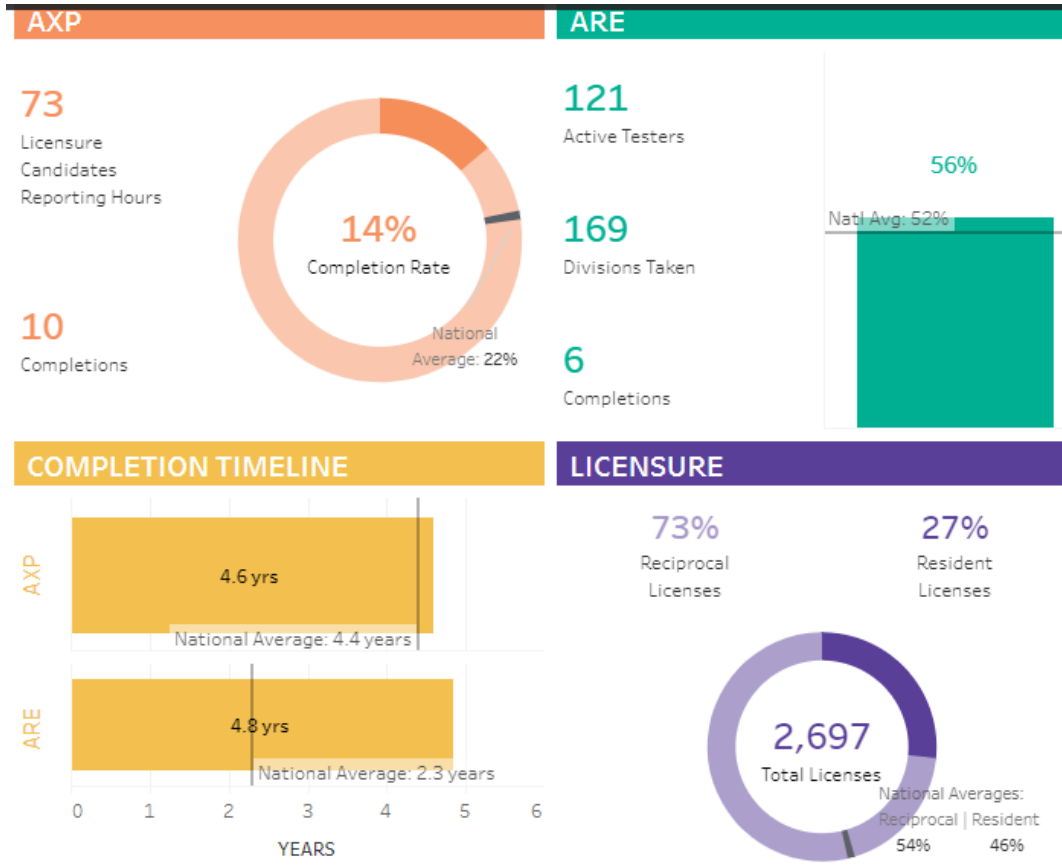 AXP
73
Licensure
Candidates
Reporting Hours
10
Completions
14%
Completion Rate
National
Average: 22%
ARE
121
Active Testers
169
Divisions Taken
6
Completions
56%
Natl Avg: 52%
COMPLETION TIMELINE
AXP
4.6 yrs
National Average: 4.4 years
ARE
4.8 yrs
National Average: 2.3 years
0 1 2 3 4 5 6
YEARS
LICENSURE
73%
Reciprocal
Licenses
27%
Resident
Licenses
2,697
Total Licenses
National Averages:
Reciprocal | Resident
54% 46%